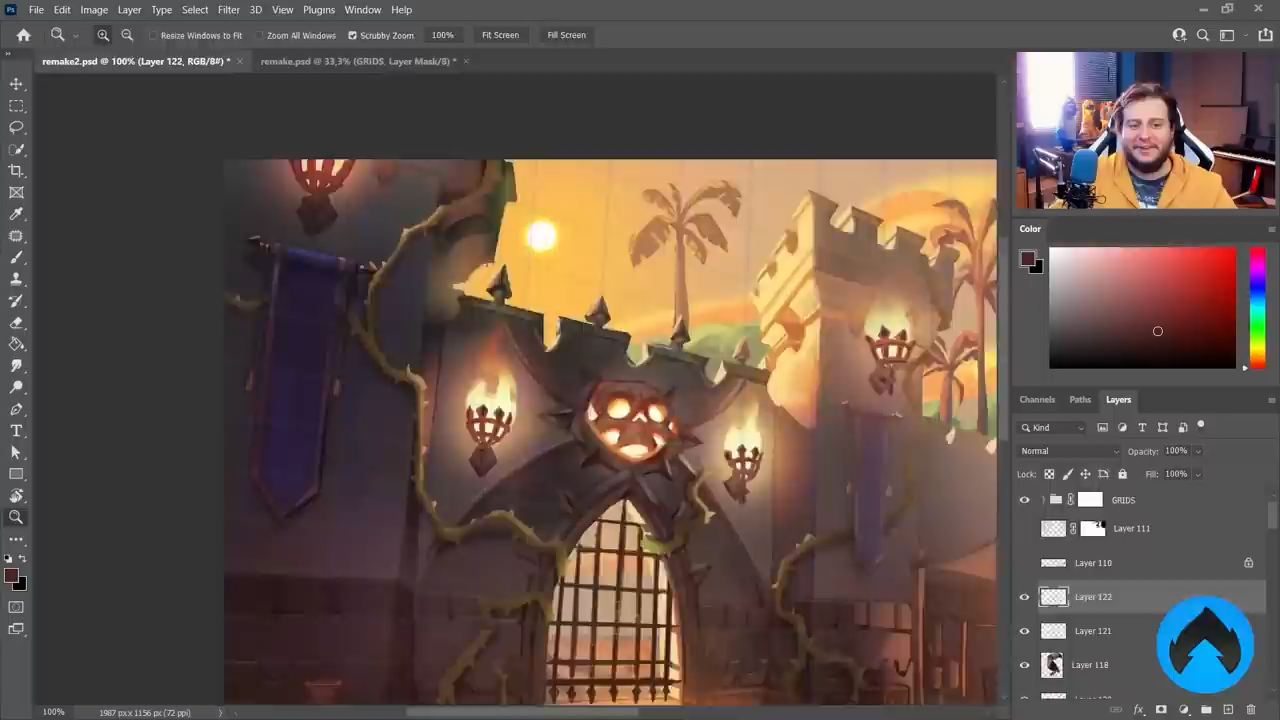 Ps File Edit Image Layer Type Select Filter 3D View Plugins Window Help
Resize Windows to Fit Zoom All Windows Scrubby Zoom 100% Fit Screen Fill Screen
remake2.psd @ 100% (Layer 122, RGB/8#) * × remake.psd @ 33,3% (GRIDS, Layer Mask/8) * ×
Color
Channels Paths Layers
Kind
Normal Opacity: 100%
Lock: Fill: 100%
GRIDS
Layer 111
Layer 110
Layer 122
Layer 121
Layer 118
100% 1987 px x 1156 px (72 ppi)